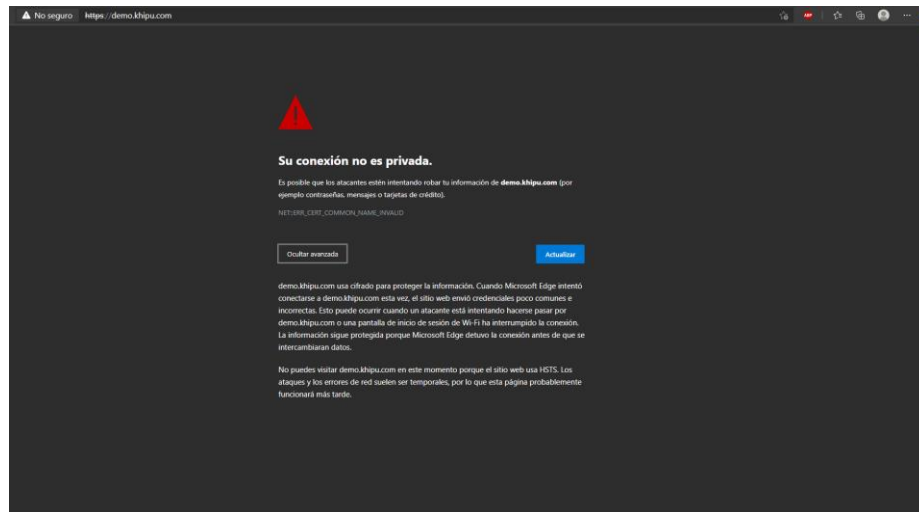 No seguro https://demo.khipu.com
ABP
Su conexión no es privada.
Es posible que los atacantes estén intentando robar tu información de demo.khipu.com (por
ejemplo contraseñas, mensajes o tarjetas de crédito).
NET::ERR_CERT_COMMON_NAME_INVALID
Ocultar avanzada Actualizar
demo.khipu.com usa cifrado para proteger la información. Cuando Microsoft Edge intentó
conectarse a demo.khipu.com esta vez, el sitio web envió credenciales poco comunes e
incorrectas. Esto puede ocurrir cuando un atacante está intentando hacerse pasar por
demo.khipu.com o una pantalla de inicio de sesión de Wi-Fi ha interrumpido la conexión.
La información sigue protegida porque Microsoft Edge detuvo la conexión antes de que se
intercambiaran datos.
No puedes visitar demo.khipu.com en este momento porque el sitio web usa HSTS. Los
ataques y los errores de red suelen ser temporales, por lo que esta página probablemente
funcionará más tarde.